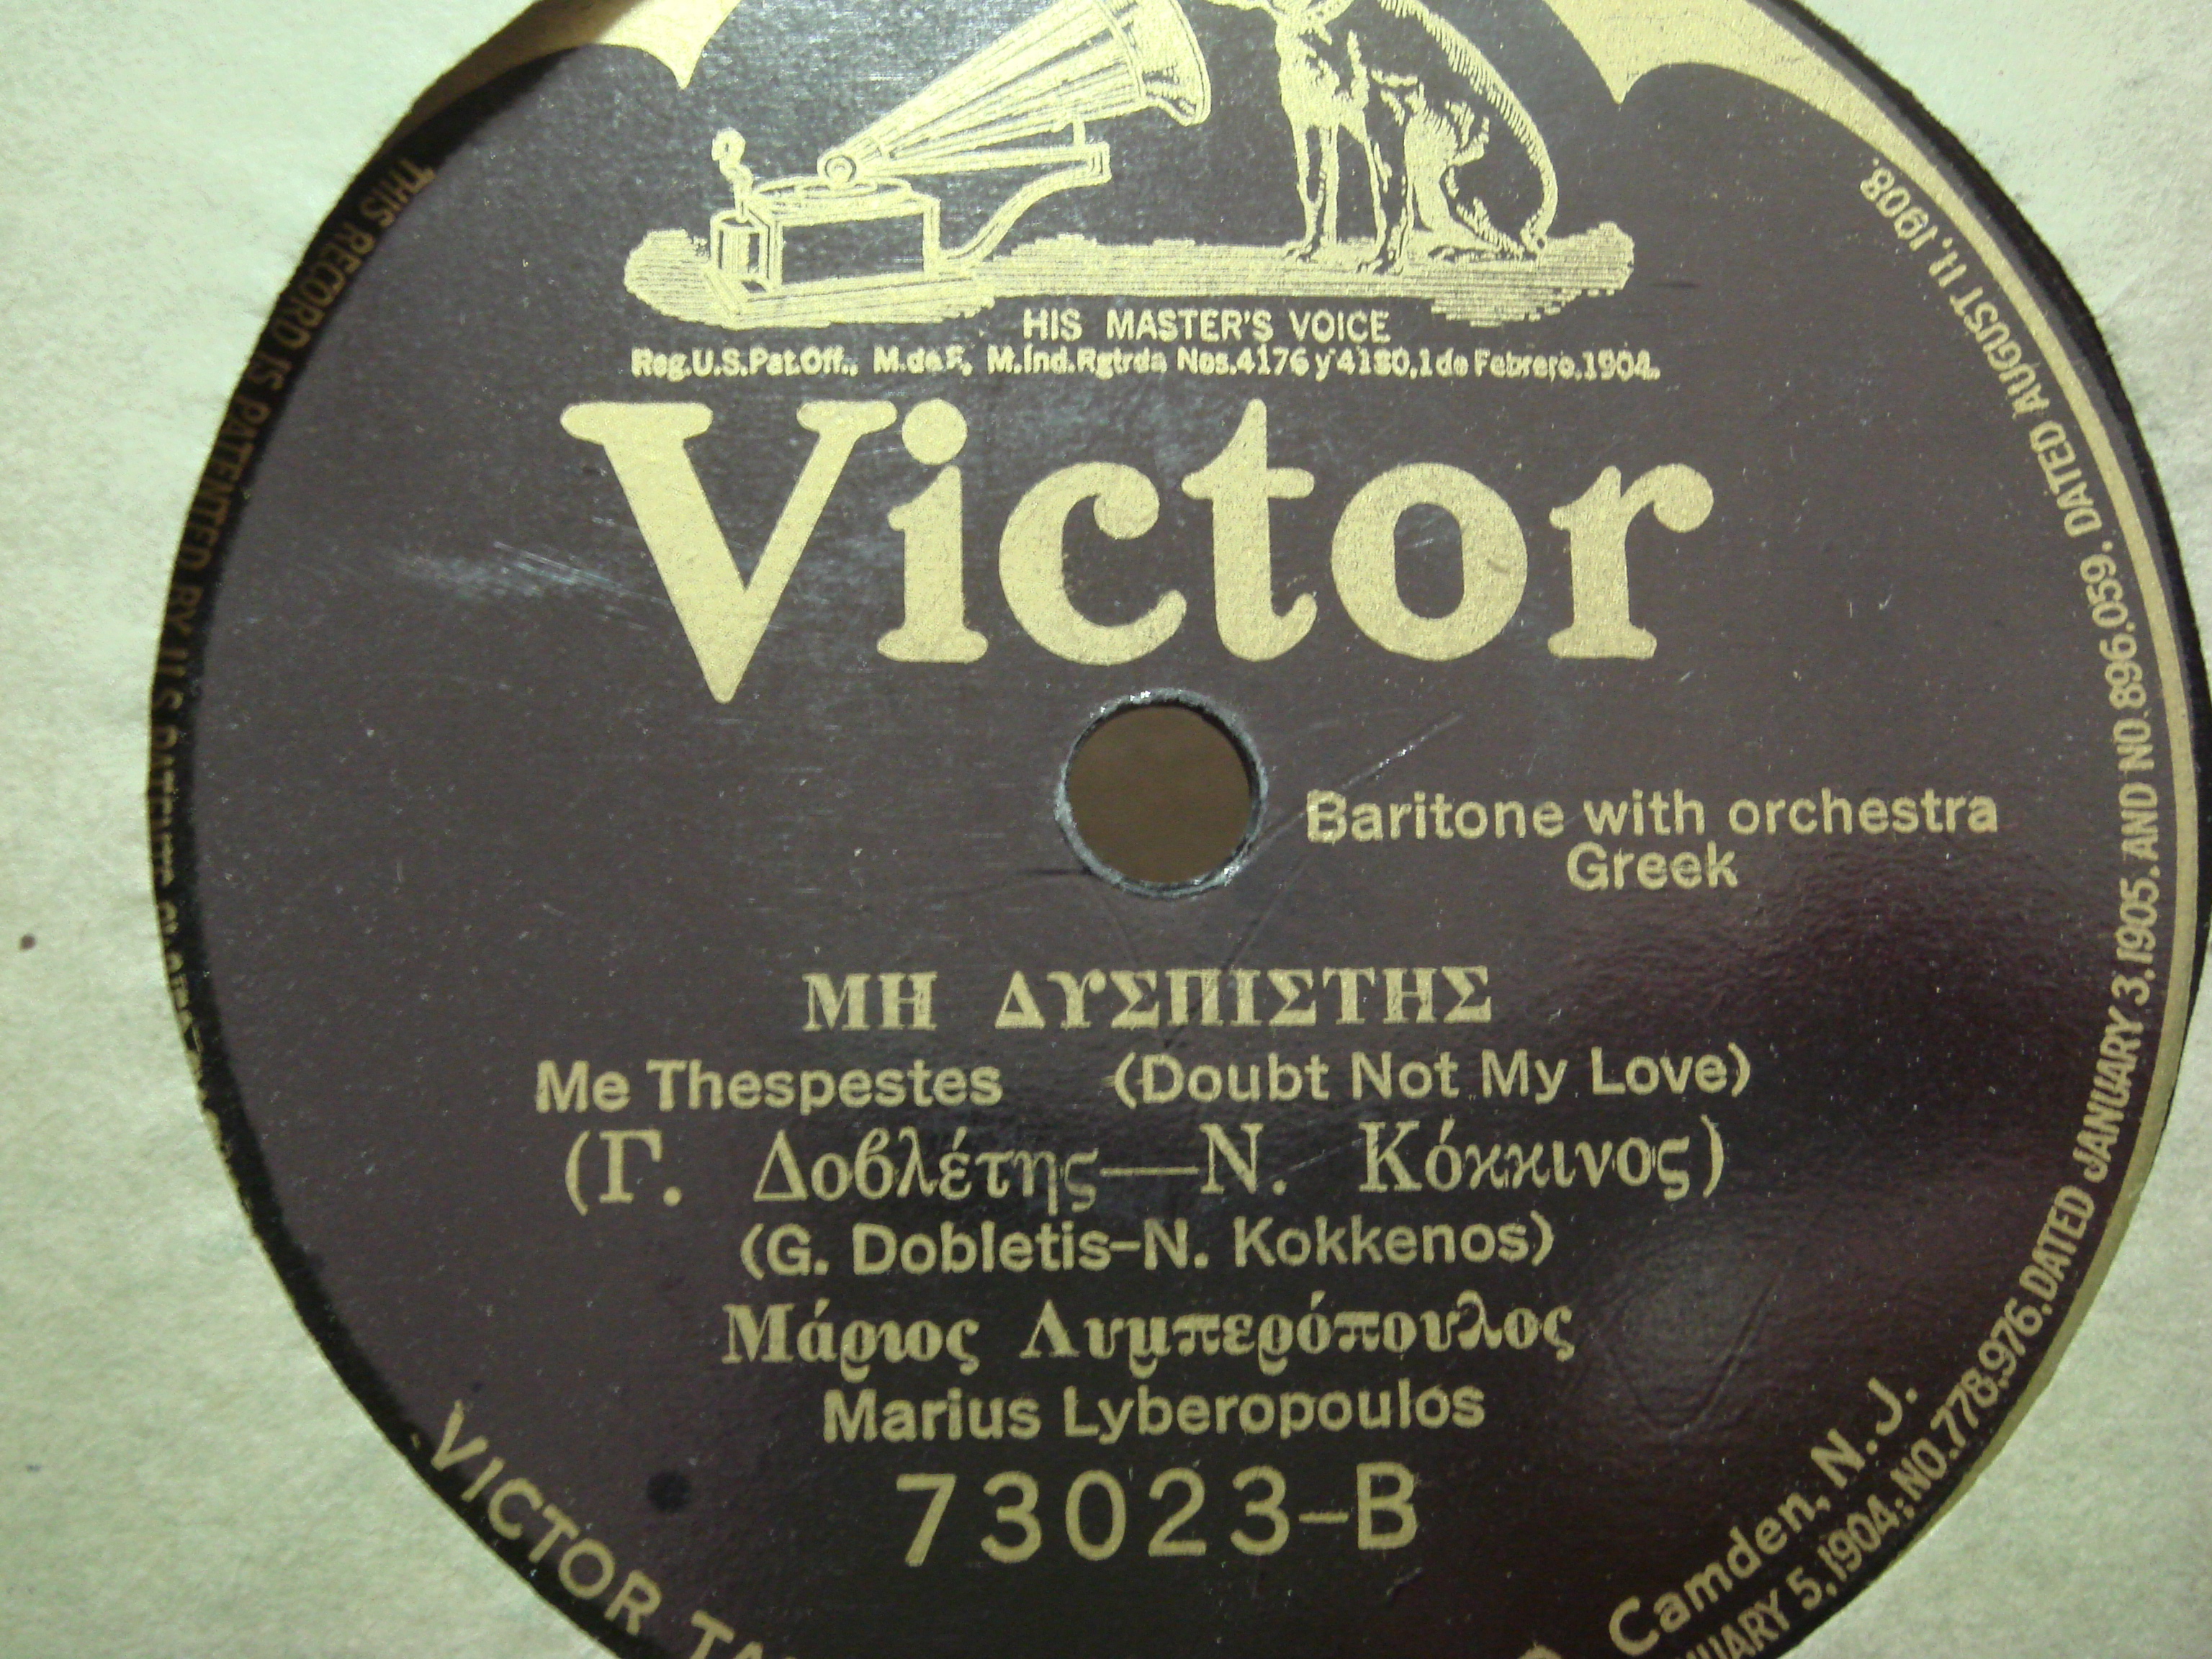 HIS MASTER'S VOICE
Reg.U.S.Pat.Off., M.de F. M.Ind.Rgtrda Nos.4176 y 4180,1 de Febrero.1904.
Victor
Baritone with orchestra
Greek
ΜΗ ΔΥΣΠΙΣΤΗΣ
Me Thespestes (Doubt Not My Love)
(Γ. Δοβλέτης—Ν. Κόκκινος)
(G. Dobletis–N. Kokkenos)
Μάριος Λυμπερόπουλος
Marius Lyberopoulos
73023–B
VICTOR
Camden, N. J.
THIS RECORD IS PATENTED BY U.S.
5, 1904; NO. 778,976, DATED JANUARY 3, 1905, AND NO. 896,059, DATED AUGUST 11, 1908.